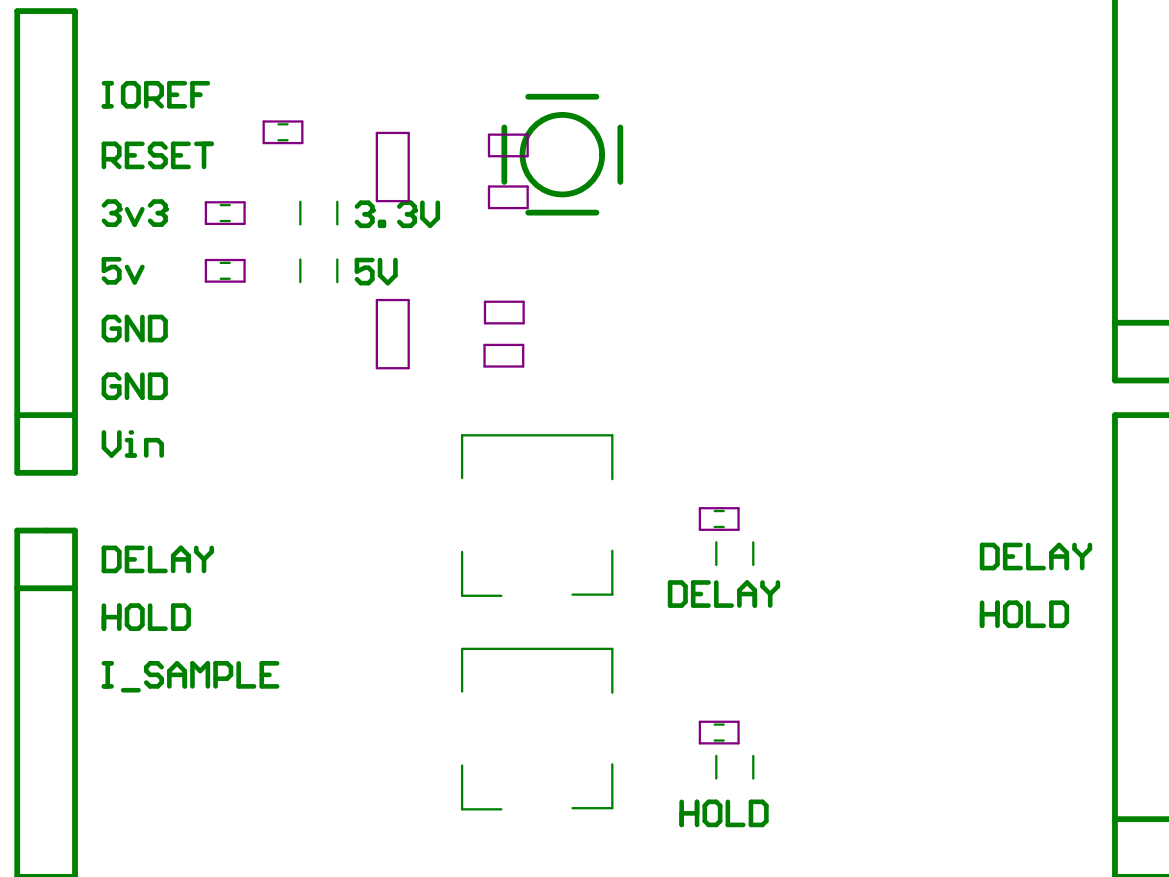 IOREF
RESET
3v3
3.3V
5v
5V
GND
GND
Vin
DELAY
DELAY
DELAY
HOLD
HOLD
I_SAMPLE
HOLD